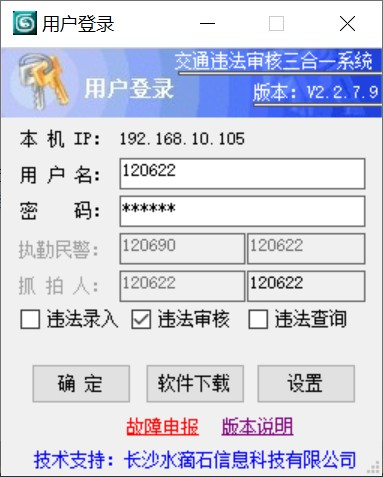 用户登录
交通违法审核三合一系统
用户登录
版本：V2.2.7.9
本 机 IP： 192.168.10.105
用 户 名： 120622
密    码： ******
执勤民警： 120690 120622
抓 拍 人： 120622 120622
违法录入 违法审核 违法查询
确 定 软件下载 设置
故障申报 版本说明
技术支持：长沙水滴石信息科技有限公司